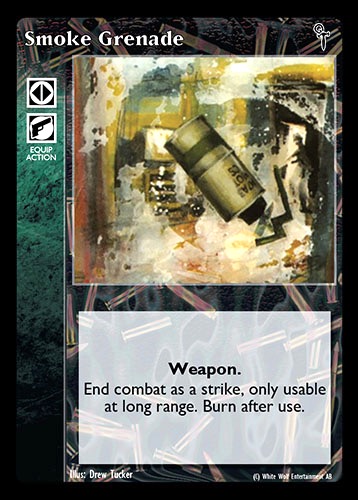 Smoke Grenade
EQUIP
ACTION
Weapon.
End combat as a strike, only usable
at long range. Burn after use.
Illus: Drew Tucker
(C) White Wolf Entertainment AB